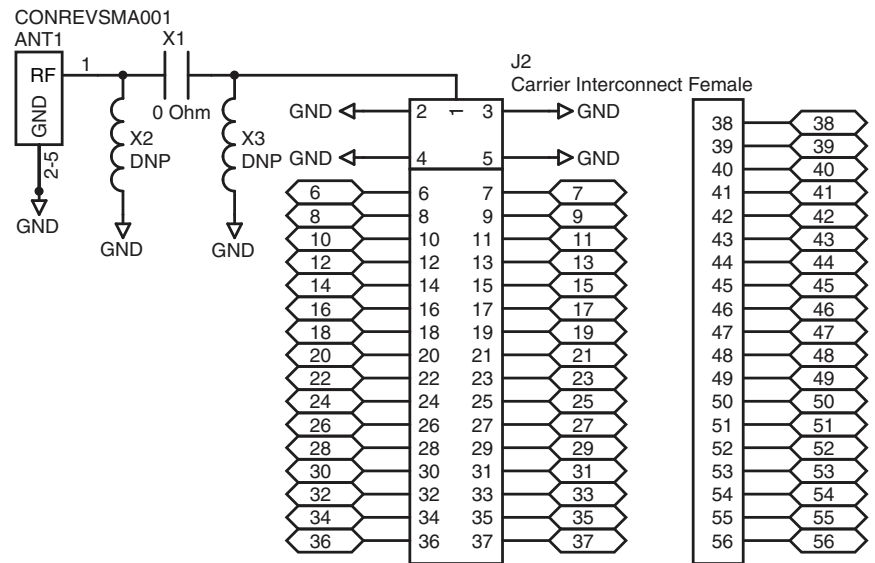 CONREVSMA001
ANT1
X1
RF
1
GND
2-5
GND
0 Ohm
X2
DNP
GND
X3
DNP
GND
J2
Carrier Interconnect Female
1
GND 2 3 GND
GND 4 5 GND
6 6 7 7
8 8 9 9
10 10 11 11
12 12 13 13
14 14 15 15
16 16 17 17
18 18 19 19
20 20 21 21
22 22 23 23
24 24 25 25
26 26 27 27
28 28 29 29
30 30 31 31
32 32 33 33
34 34 35 35
36 36 37 37
38 38
39 39
40 40
41 41
42 42
43 43
44 44
45 45
46 46
47 47
48 48
49 49
50 50
51 51
52 52
53 53
54 54
55 55
56 56